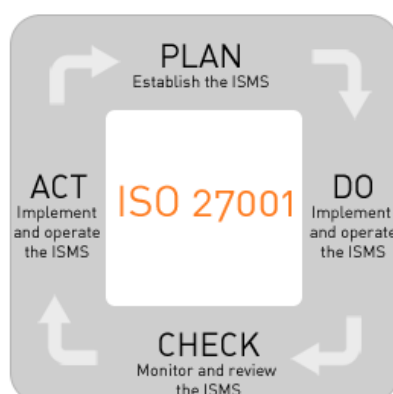 PLAN
Establish the ISMS
ACT
Implement
and operate
the ISMS
ISO 27001
DO
Implement
and operate
the ISMS
CHECK
Monitor and review
the ISMS